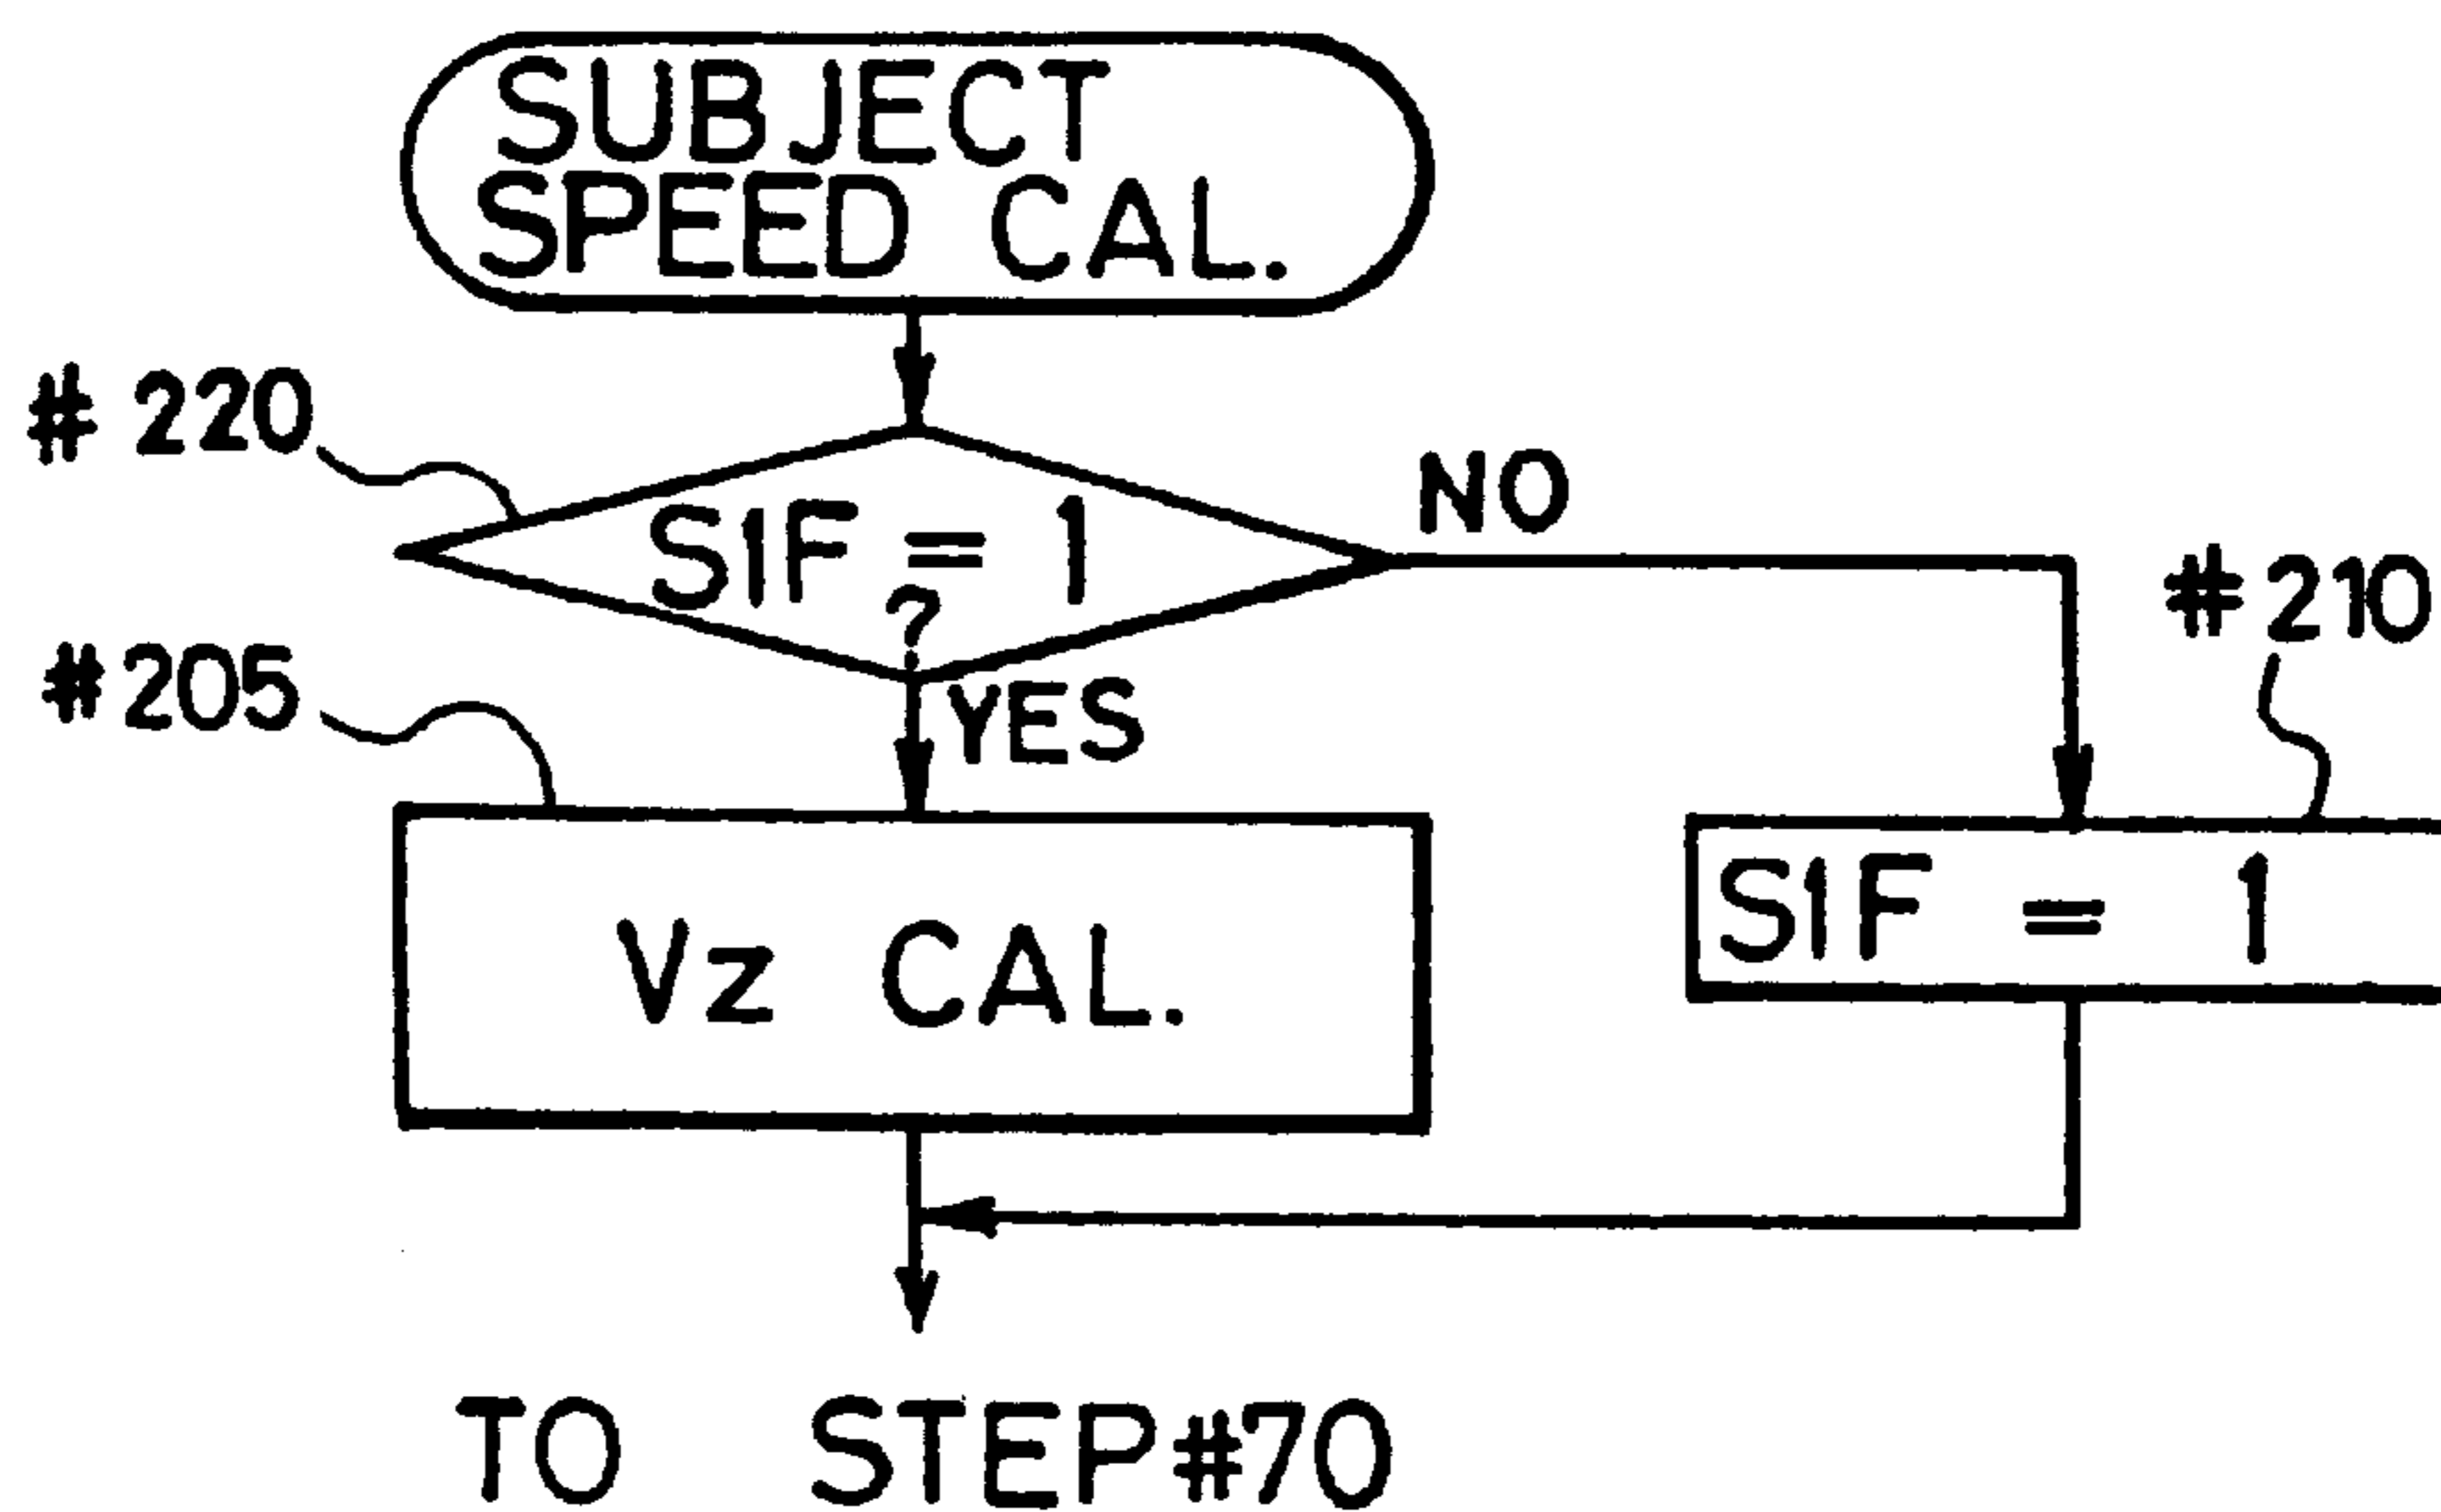 SUBJECT
SPEED CAL.
# 220
S1F = 1
?
NO
YES
#205
#210
Vz CAL.
S1F = 1
TO STEP#70